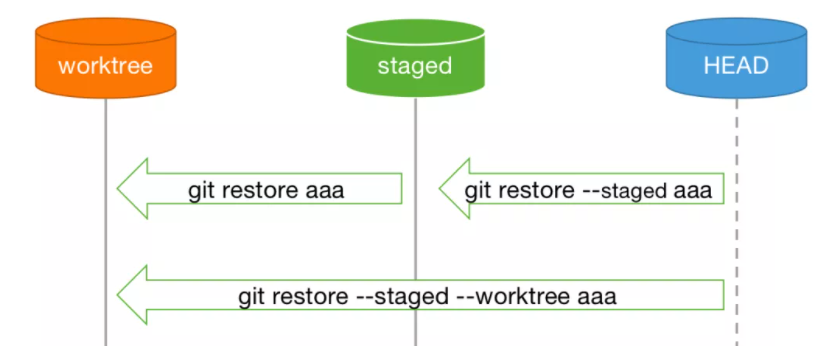 worktree
staged
HEAD
git restore aaa
git restore --staged aaa
git restore --staged --worktree aaa